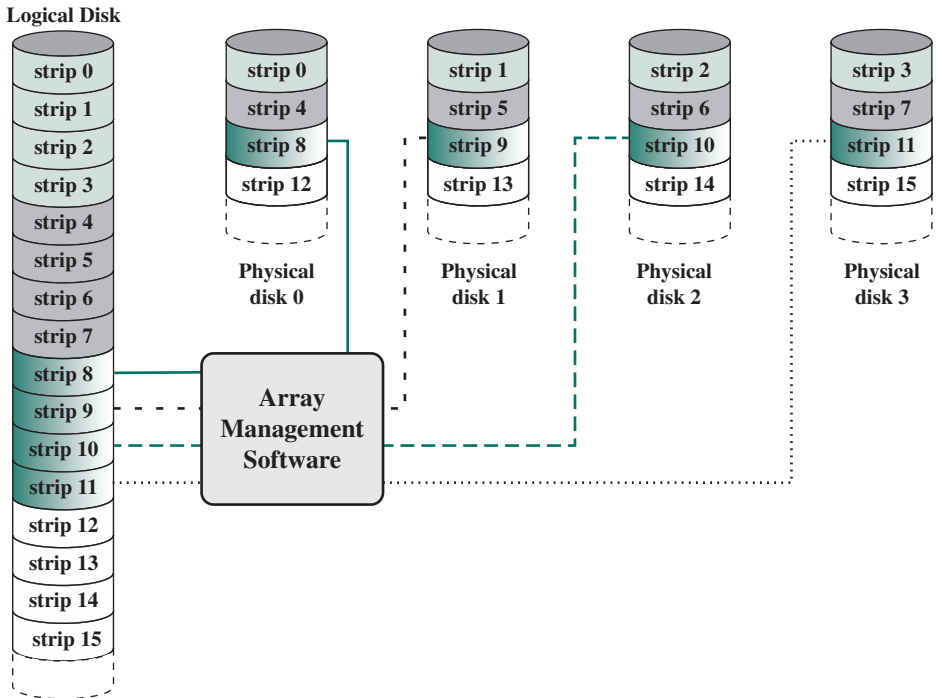 Logical Disk
strip 0
strip 1
strip 2
strip 3
strip 4
strip 5
strip 6
strip 7
strip 8
strip 9
strip 10
strip 11
strip 12
strip 13
strip 14
strip 15
strip 0
strip 4
strip 8
strip 12
Physical
disk 0
strip 1
strip 5
strip 9
strip 13
Physical
disk 1
strip 2
strip 6
strip 10
strip 14
Physical
disk 2
strip 3
strip 7
strip 11
strip 15
Physical
disk 3
Array
Management
Software